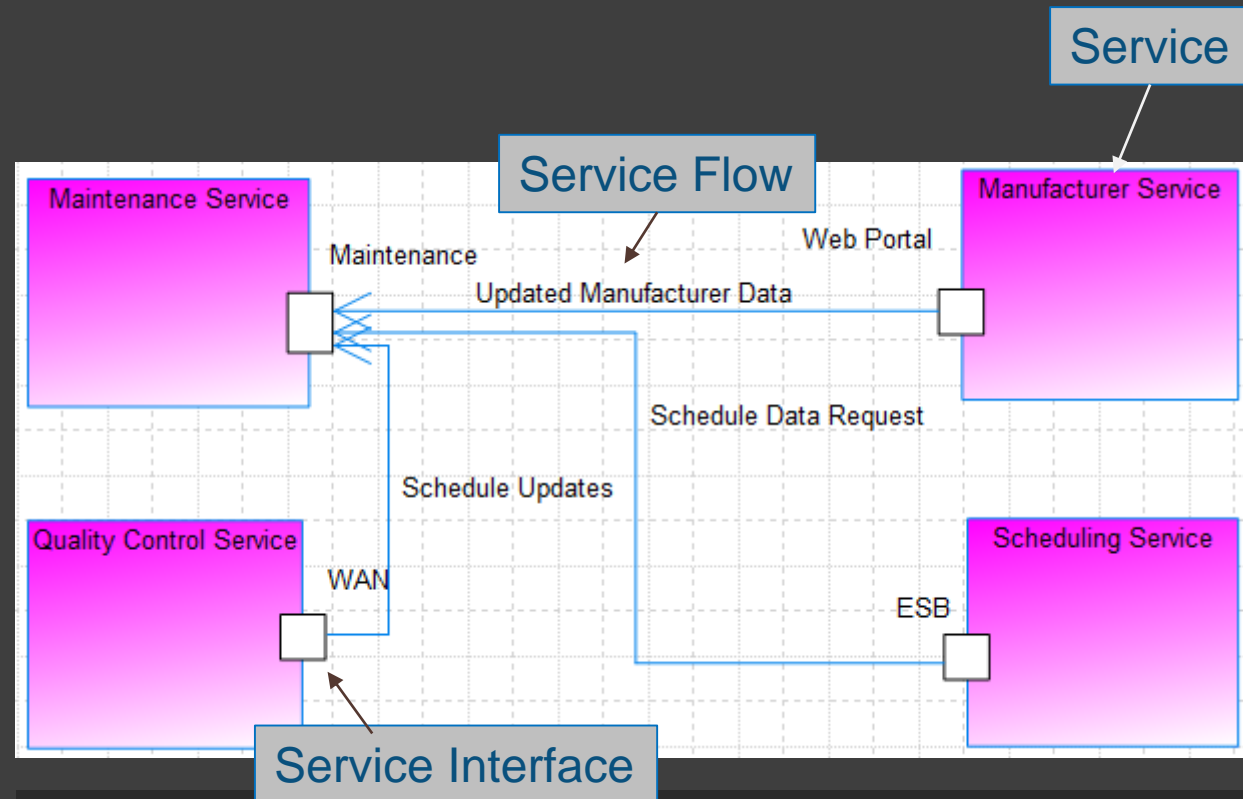 Service
Service Flow
Maintenance Service
Manufacturer Service
Web Portal
Maintenance
Updated Manufacturer Data
Schedule Data Request
Schedule Updates
Quality Control Service
Scheduling Service
WAN
ESB
Service Interface